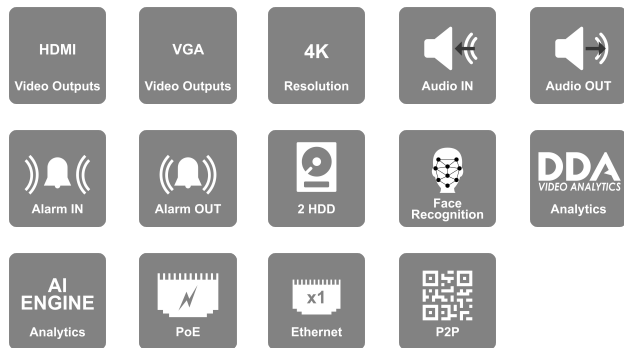 HDMI
Video Outputs
VGA
Video Outputs
4K
Resolution
Audio IN
Audio OUT
Alarm IN
Alarm OUT
2 HDD
Face
Recognition
DDA
VIDEO ANALYTICS
Analytics
AI
ENGINE
Analytics
PoE
x1
Ethernet
P2P